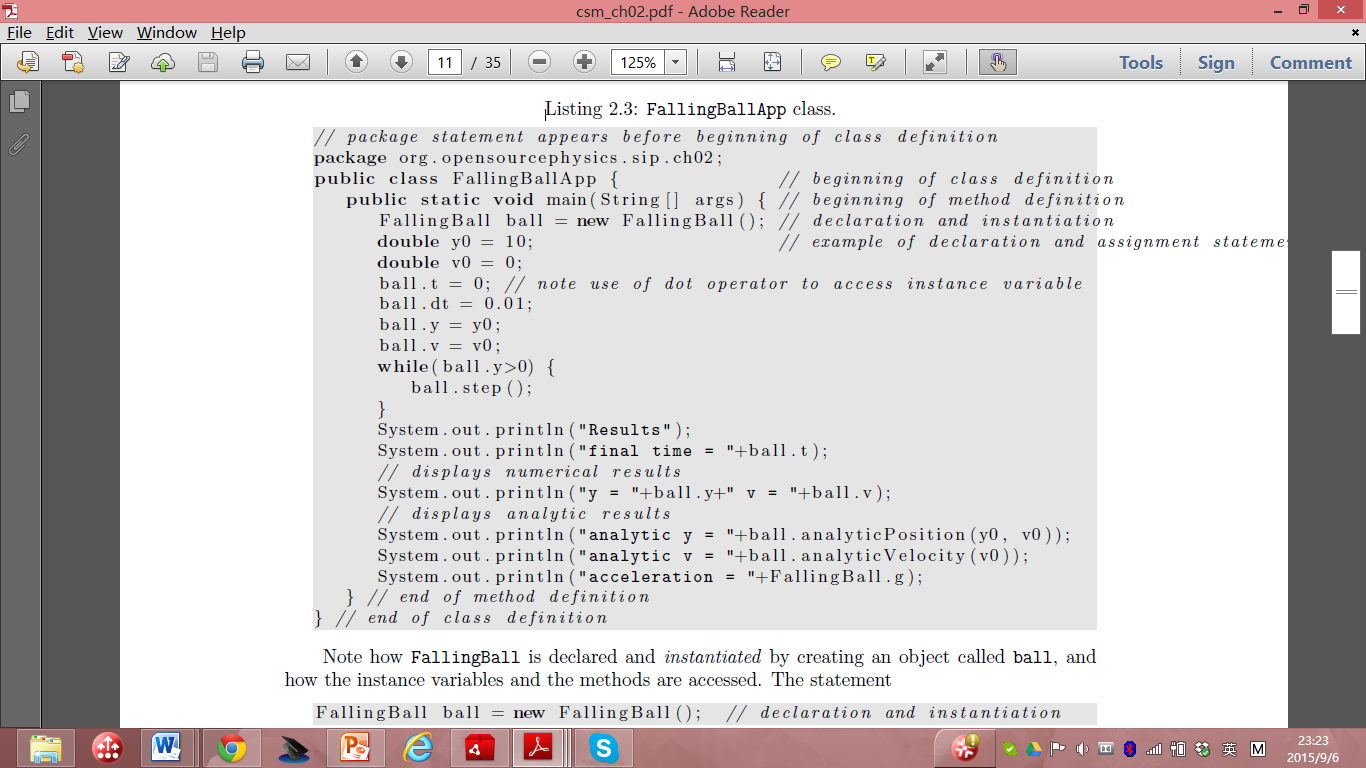 csm_ch02.pdf - Adobe Reader
File Edit View Window Help
11 / 35 125% Tools Sign Comment
Listing 2.3: FallingBallApp class.
// package statement appears before beginning of class definition
package org.opensourcephysics.sip.ch02;
public class FallingBallApp { // beginning of class definition
public static void main(String[] args) { // beginning of method definition
FallingBall ball = new FallingBall(); // declaration and instantiation
double y0 = 10; // example of declaration and assignment stateme
double v0 = 0;
ball.t = 0; // note use of dot operator to access instance variable
ball.dt = 0.01;
ball.y = y0;
ball.v = v0;
while(ball.y>0) {
ball.step();
}
System.out.println("Results");
System.out.println("final time = "+ball.t);
// displays numerical results
System.out.println("y = "+ball.y+" v = "+ball.v);
// displays analytic results
System.out.println("analytic y = "+ball.analyticPosition(y0, v0));
System.out.println("analytic v = "+ball.analyticVelocity(v0));
System.out.println("acceleration = "+FallingBall.g);
} // end of method definition
} // end of class definition
Note how FallingBall is declared and instantiated by creating an object called ball, and
how the instance variables and the methods are accessed. The statement
FallingBall ball = new FallingBall(); // declaration and instantiation
英 M 23:23
2015/9/6